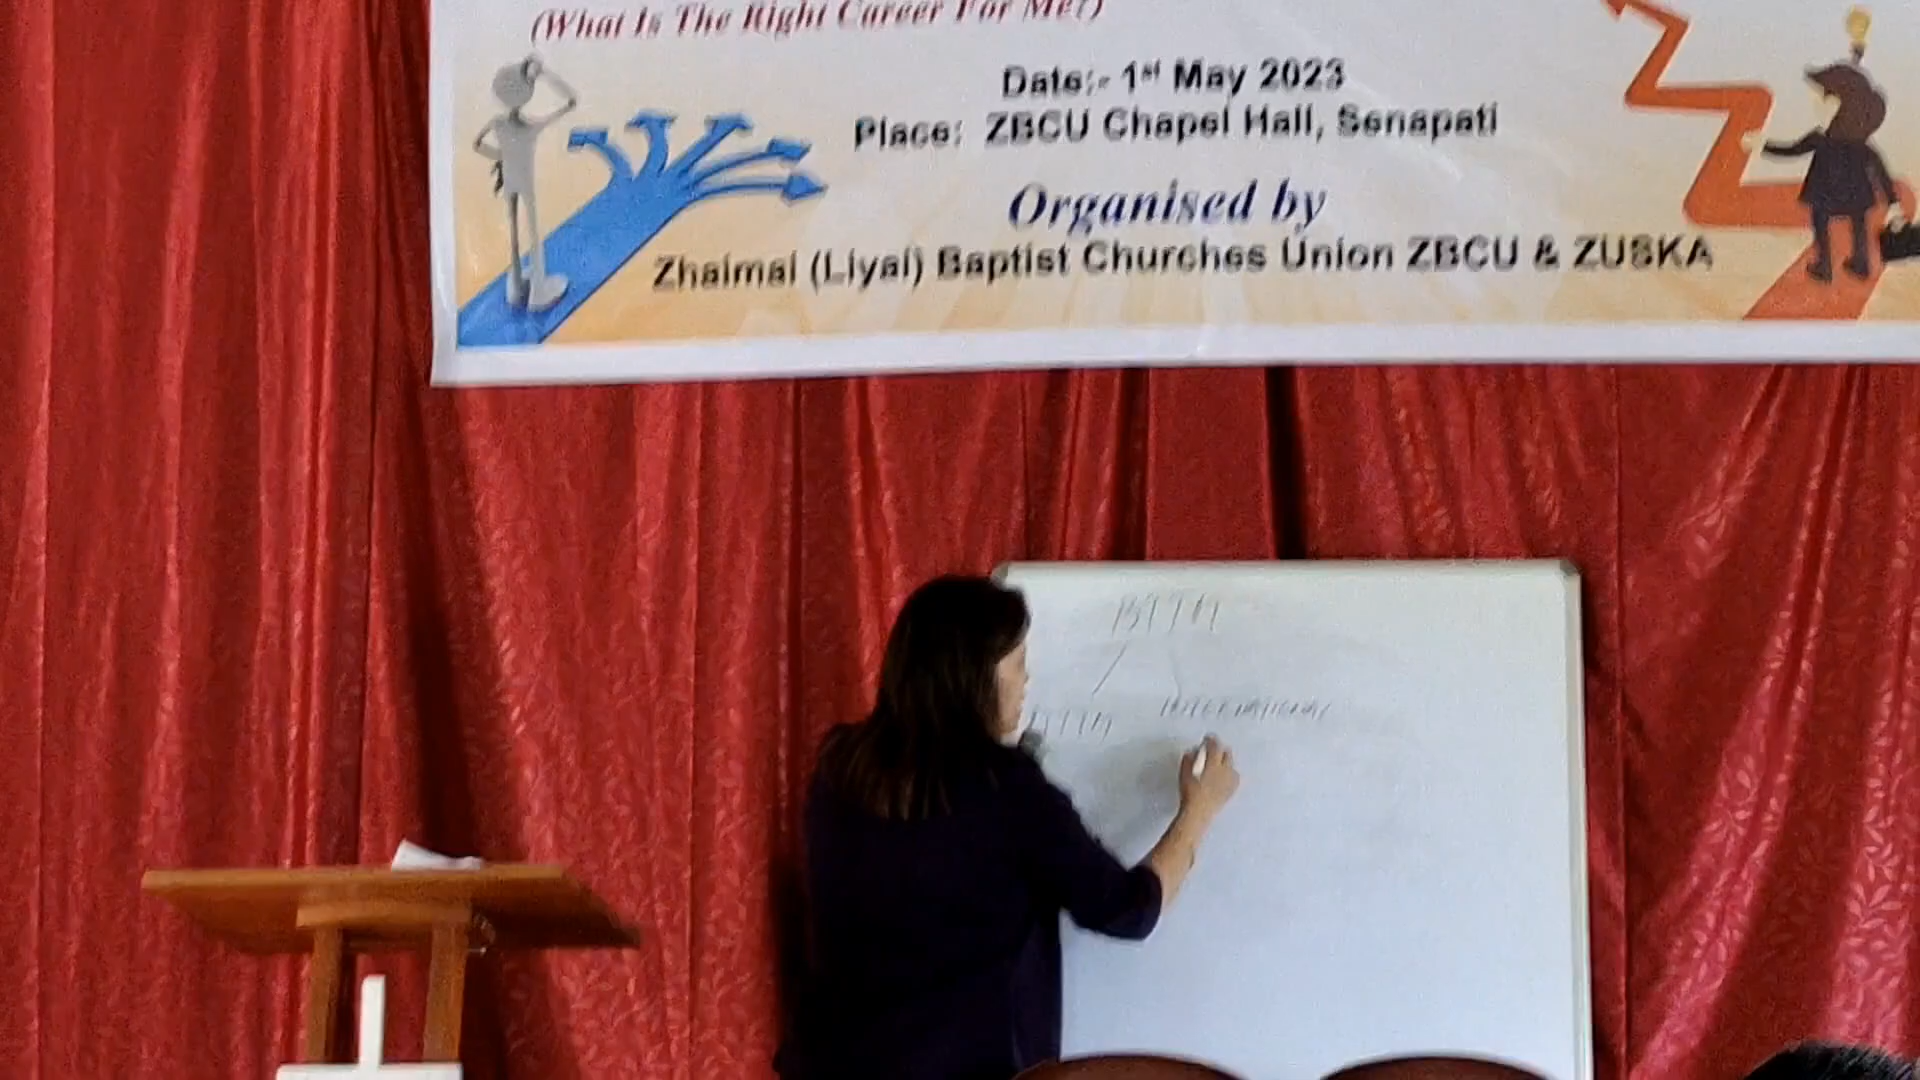 (What Is The Right Career For Me?)
Date:- 1st May 2023
Place: ZBCU Chapel Hall, Senapati
Organised by
Zhaimai (Liyai) Baptist Churches Union ZBCU & ZUSKA